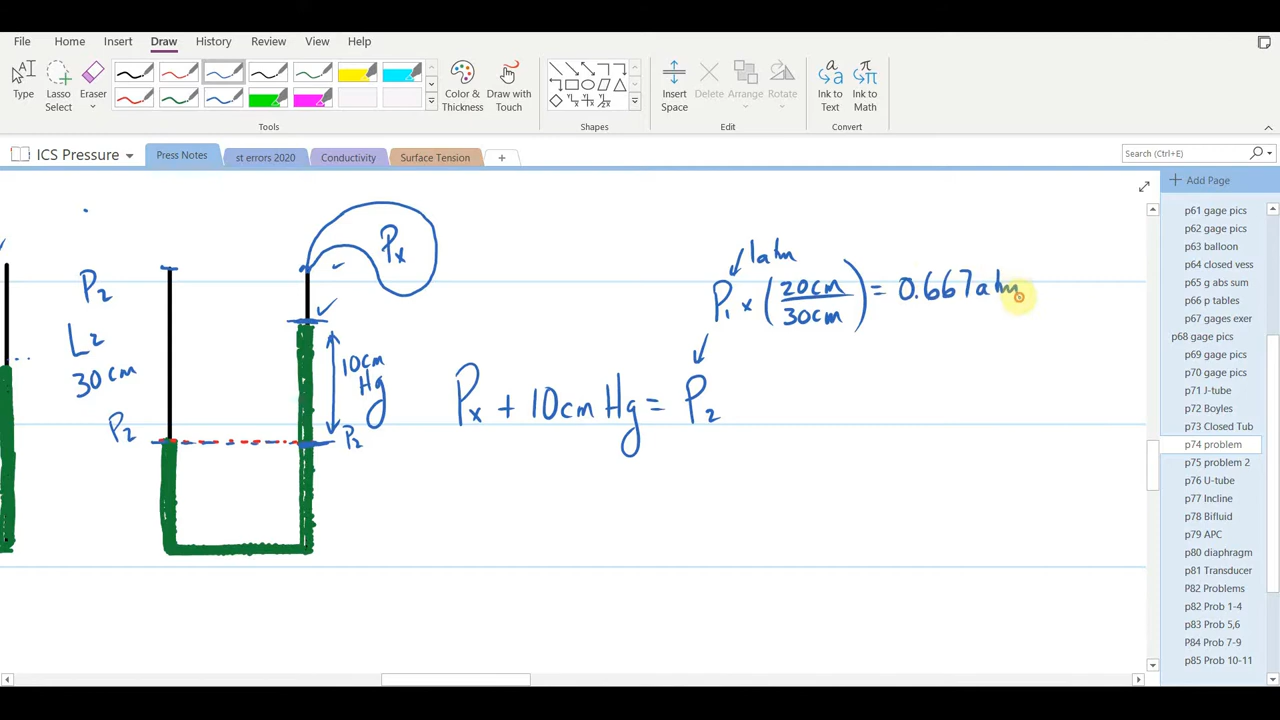 File Home Insert Draw History Review View Help
Type Lasso Select Eraser Color & Thickness Draw with Touch Insert Space Delete Arrange Rotate Ink to Text Ink to Math
Tools Shapes Edit Convert
ICS Pressure Press Notes st errors 2020 Conductivity Surface Tension + Search (Ctrl+E)
Add Page
p61 gage pics
p62 gage pics
p63 balloon
p64 closed vess
p65 g abs sum
p66 p tables
p67 gages exer
p68 gage pics
p69 gage pics
p70 gage pics
p71 J-tube
p72 Boyles
p73 Closed Tub
p74 problem
p75 problem 2
p76 U-tube
p77 Incline
p78 Bifluid
p79 APC
p80 diaphragm
p81 Transducer
P82 Problems
p82 Prob 1-4
p83 Prob 5,6
P84 Prob 7-9
p85 Prob 10-11
P2
L2
30 cm
P2
Px
10cm
Hg
P2
1atm
P1 × (20cm/30cm) = 0.667atm
Px + 10cm Hg = P2